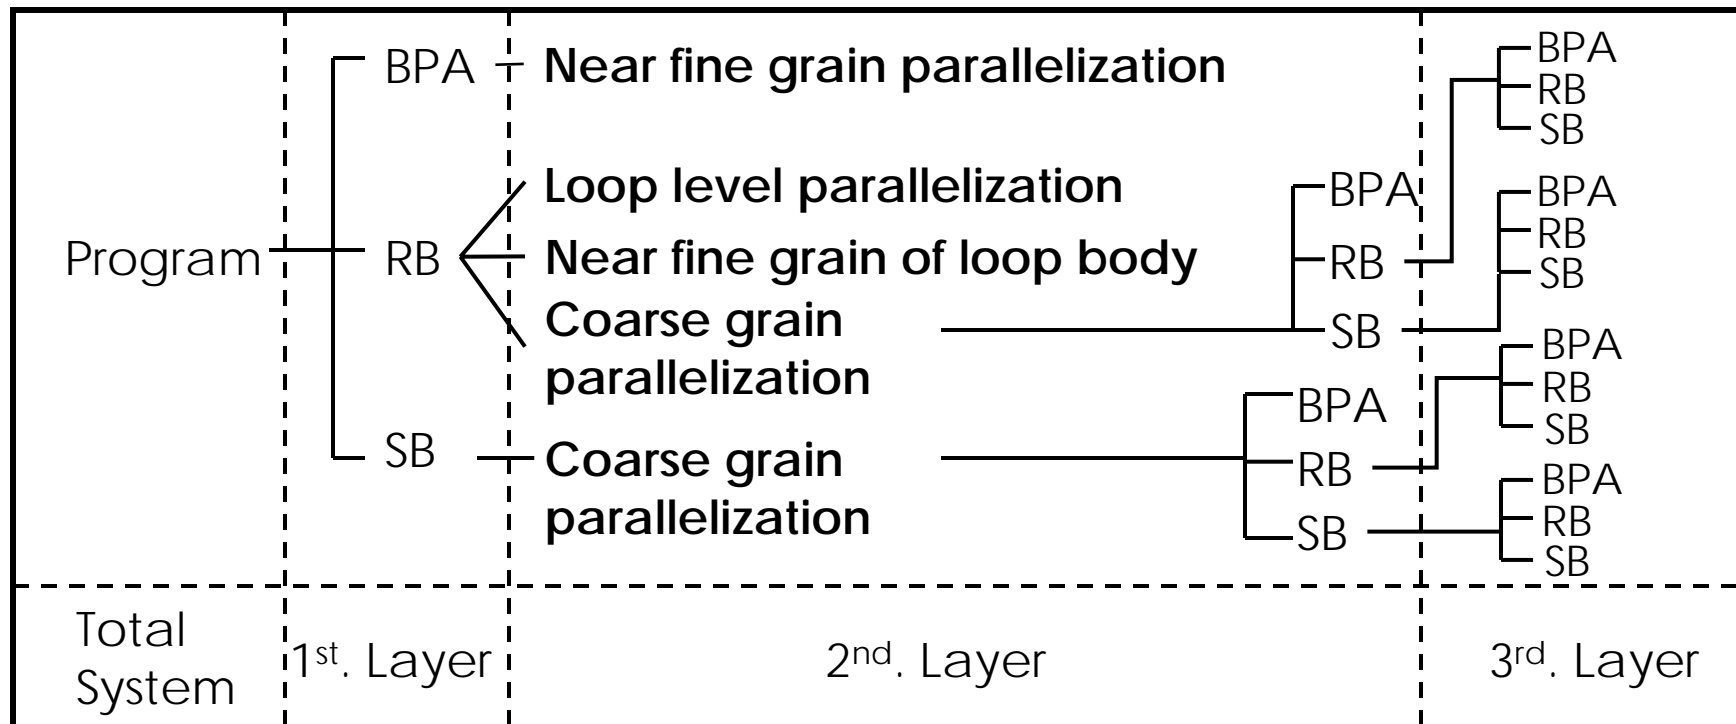 BPA
Near fine grain parallelization
BPA
RB
SB
Loop level parallelization
BPA
BPA
RB
SB
Program
RB
Near fine grain of loop body
RB
Coarse grain
parallelization
SB
BPA
RB
SB
BPA
SB
Coarse grain
parallelization
RB
SB
BPA
RB
SB
Total
System
1st. Layer
2nd. Layer
3rd. Layer